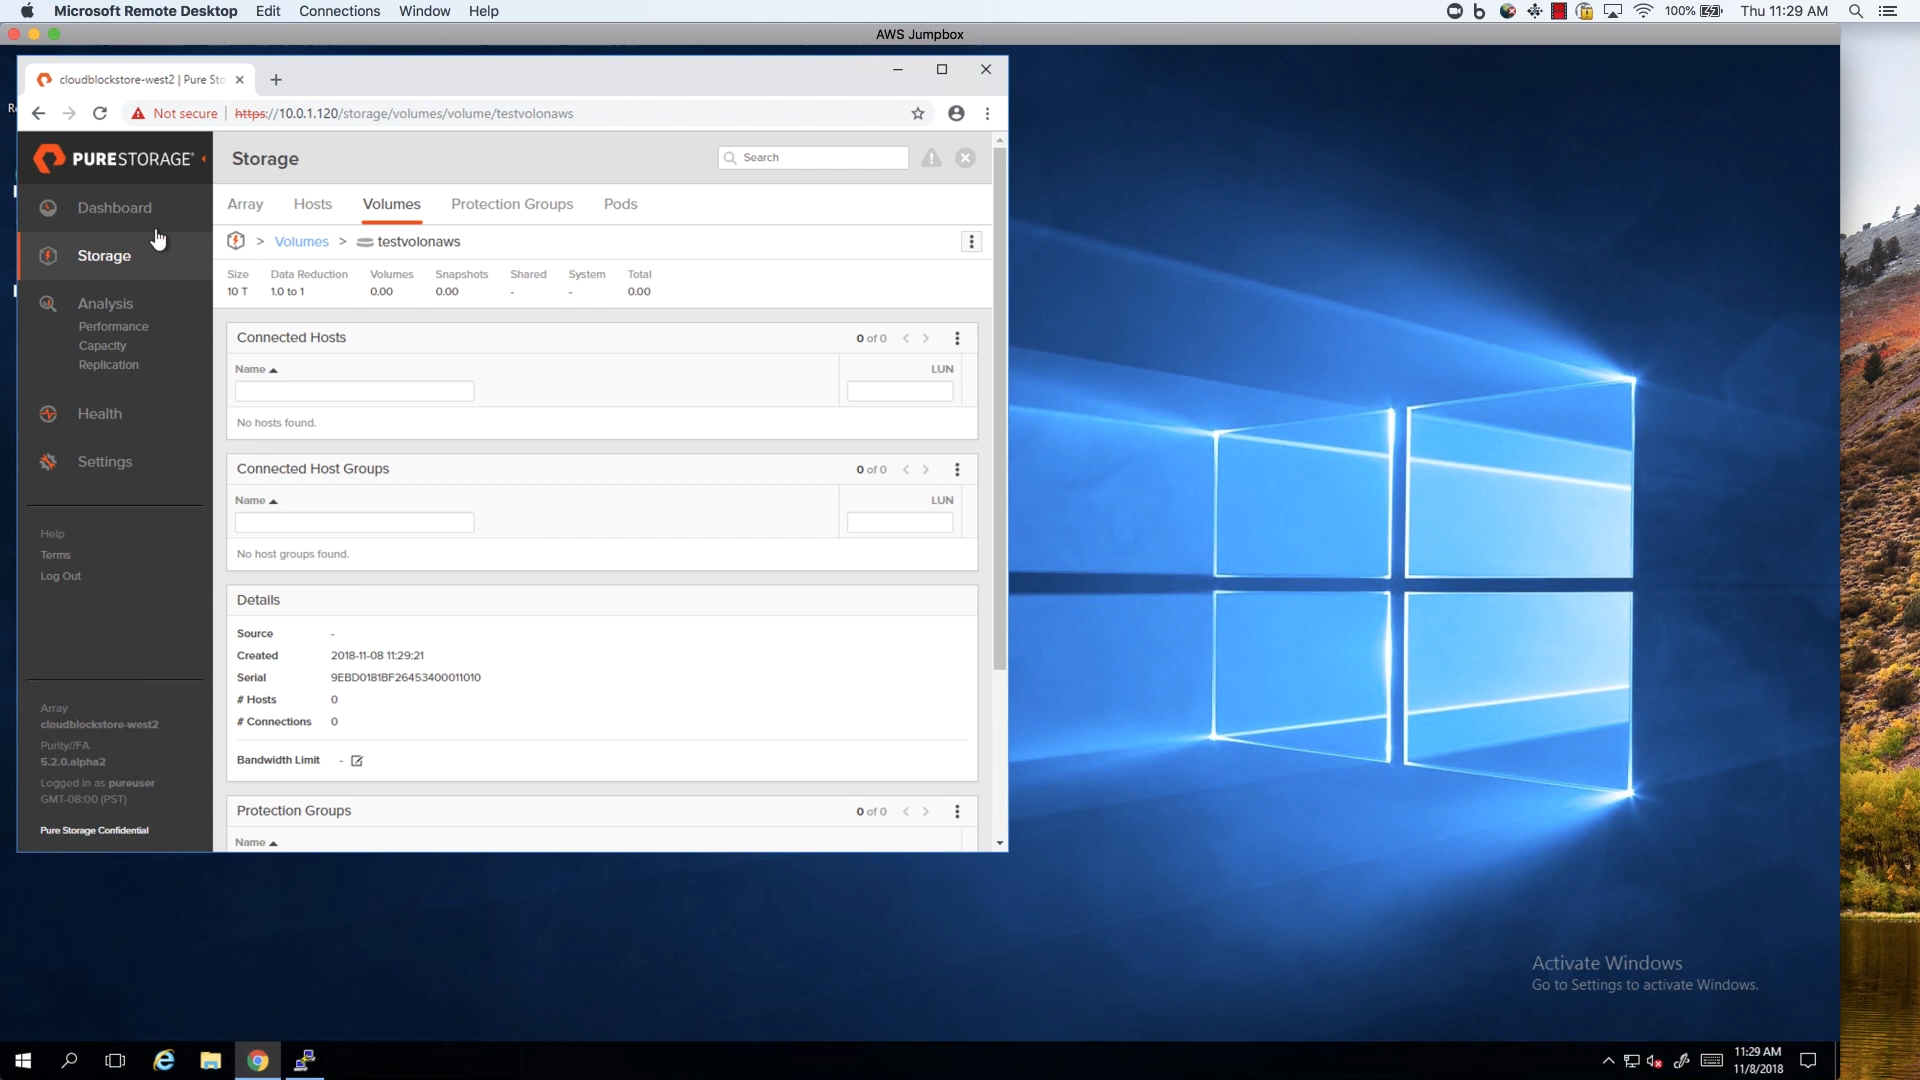 Microsoft Remote Desktop Edit Connections Window Help 100% Thu 11:29 AM
AWS Jumpbox
cloudblockstore-west2 | Pure Sto
Not secure https://10.0.1.120/storage/volumes/volume/testvolonaws
PURESTORAGE®
Storage
Search
Dashboard
Storage
Analysis
Performance
Capacity
Replication
Health
Settings
Help
Terms
Log Out
Array
cloudblockstore-west2
Purity//FA
5.2.0.alpha2
Logged in as pureuser
GMT-08:00 (PST)
Pure Storage Confidential
Array Hosts Volumes Protection Groups Pods
> Volumes > testvolonaws
Size Data Reduction Volumes Snapshots Shared System Total
10 T 1.0 to 1 0.00 0.00 - - 0.00
Connected Hosts 0 of 0
Name LUN
No hosts found.
Connected Host Groups 0 of 0
Name LUN
No host groups found.
Details
Source -
Created 2018-11-08 11:29:21
Serial 9EBD0181BF26453400011010
# Hosts 0
# Connections 0
Bandwidth Limit -
Protection Groups 0 of 0
Name
Activate Windows
Go to Settings to activate Windows.
11:29 AM
11/8/2018